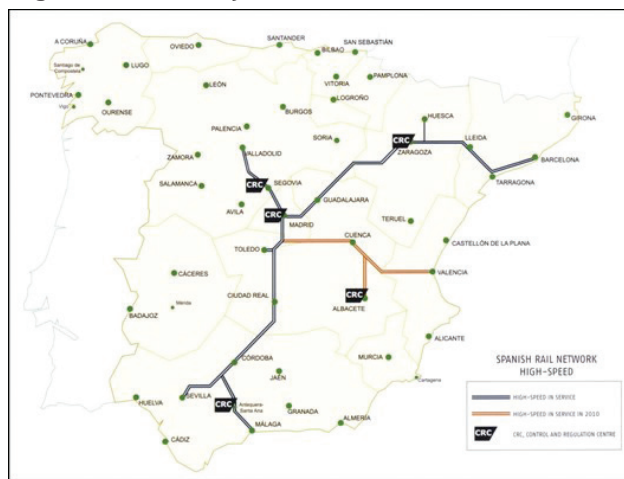 A CORUÑA
OVIEDO
SANTANDER
SAN SEBASTIÁN
BILBAO
Santiago de
Compostela
LUGO
VITORIA
PAMPLONA
LEÓN
PONTEVEDRA
Vigo
OURENSE
BURGOS
LOGROÑO
HUESCA
GIRONA
PALENCIA
SORIA
CRC
ZARAGOZA
LLEIDA
VALLADOLID
BARCELONA
ZAMORA
TARRAGONA
SALAMANCA
CRC
SEGOVIA
AVILA
GUADALAJARA
CRC
MADRID
TERUEL
CUENCA
CASTELLÓN DE LA PLANA
TOLEDO
VALENCIA
CÁCERES
CIUDAD REAL
CRC
ALBACETE
Mérida
BADAJOZ
ALICANTE
CÓRDOBA
MURCIA
JAÉN
Cartagena
HUELVA
SEVILLA
CRC
Antequera-
Santa Ana
GRANADA
ALMERÍA
CÁDIZ
MÁLAGA
SPANISH RAIL NETWORK
HIGH-SPEED
HIGH-SPEED IN SERVICE
HIGH-SPEED IN SERVICE IN 2010
CRC
CRC, CONTROL AND REGULATION CENTRE